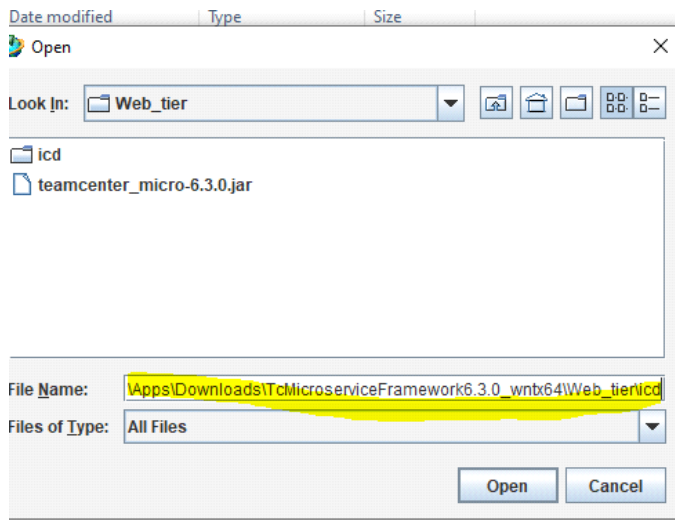 Date modified Type Size
Open
Look In: Web_tier
icd
teamcenter_micro-6.3.0.jar
File Name: \Apps\Downloads\TcMicroserviceFramework6.3.0_wntx64\Web_tier\icd
Files of Type: All Files
Open Cancel